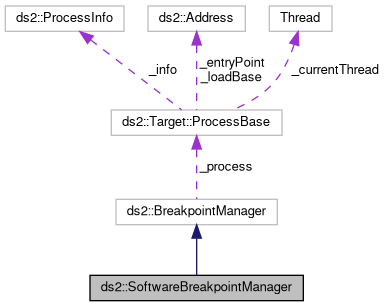 ds2::ProcessInfo
ds2::Address
Thread
_info
_entryPoint
_loadBase
_currentThread
ds2::Target::ProcessBase
_process
ds2::BreakpointManager
ds2::SoftwareBreakpointManager